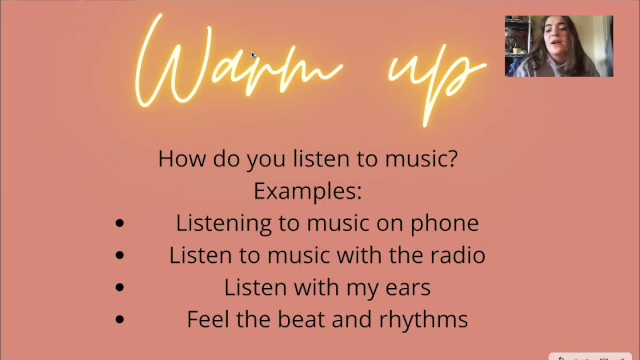 Warm up
How do you listen to music?
Examples:
• Listening to music on phone
• Listen to music with the radio
• Listen with my ears
• Feel the beat and rhythms